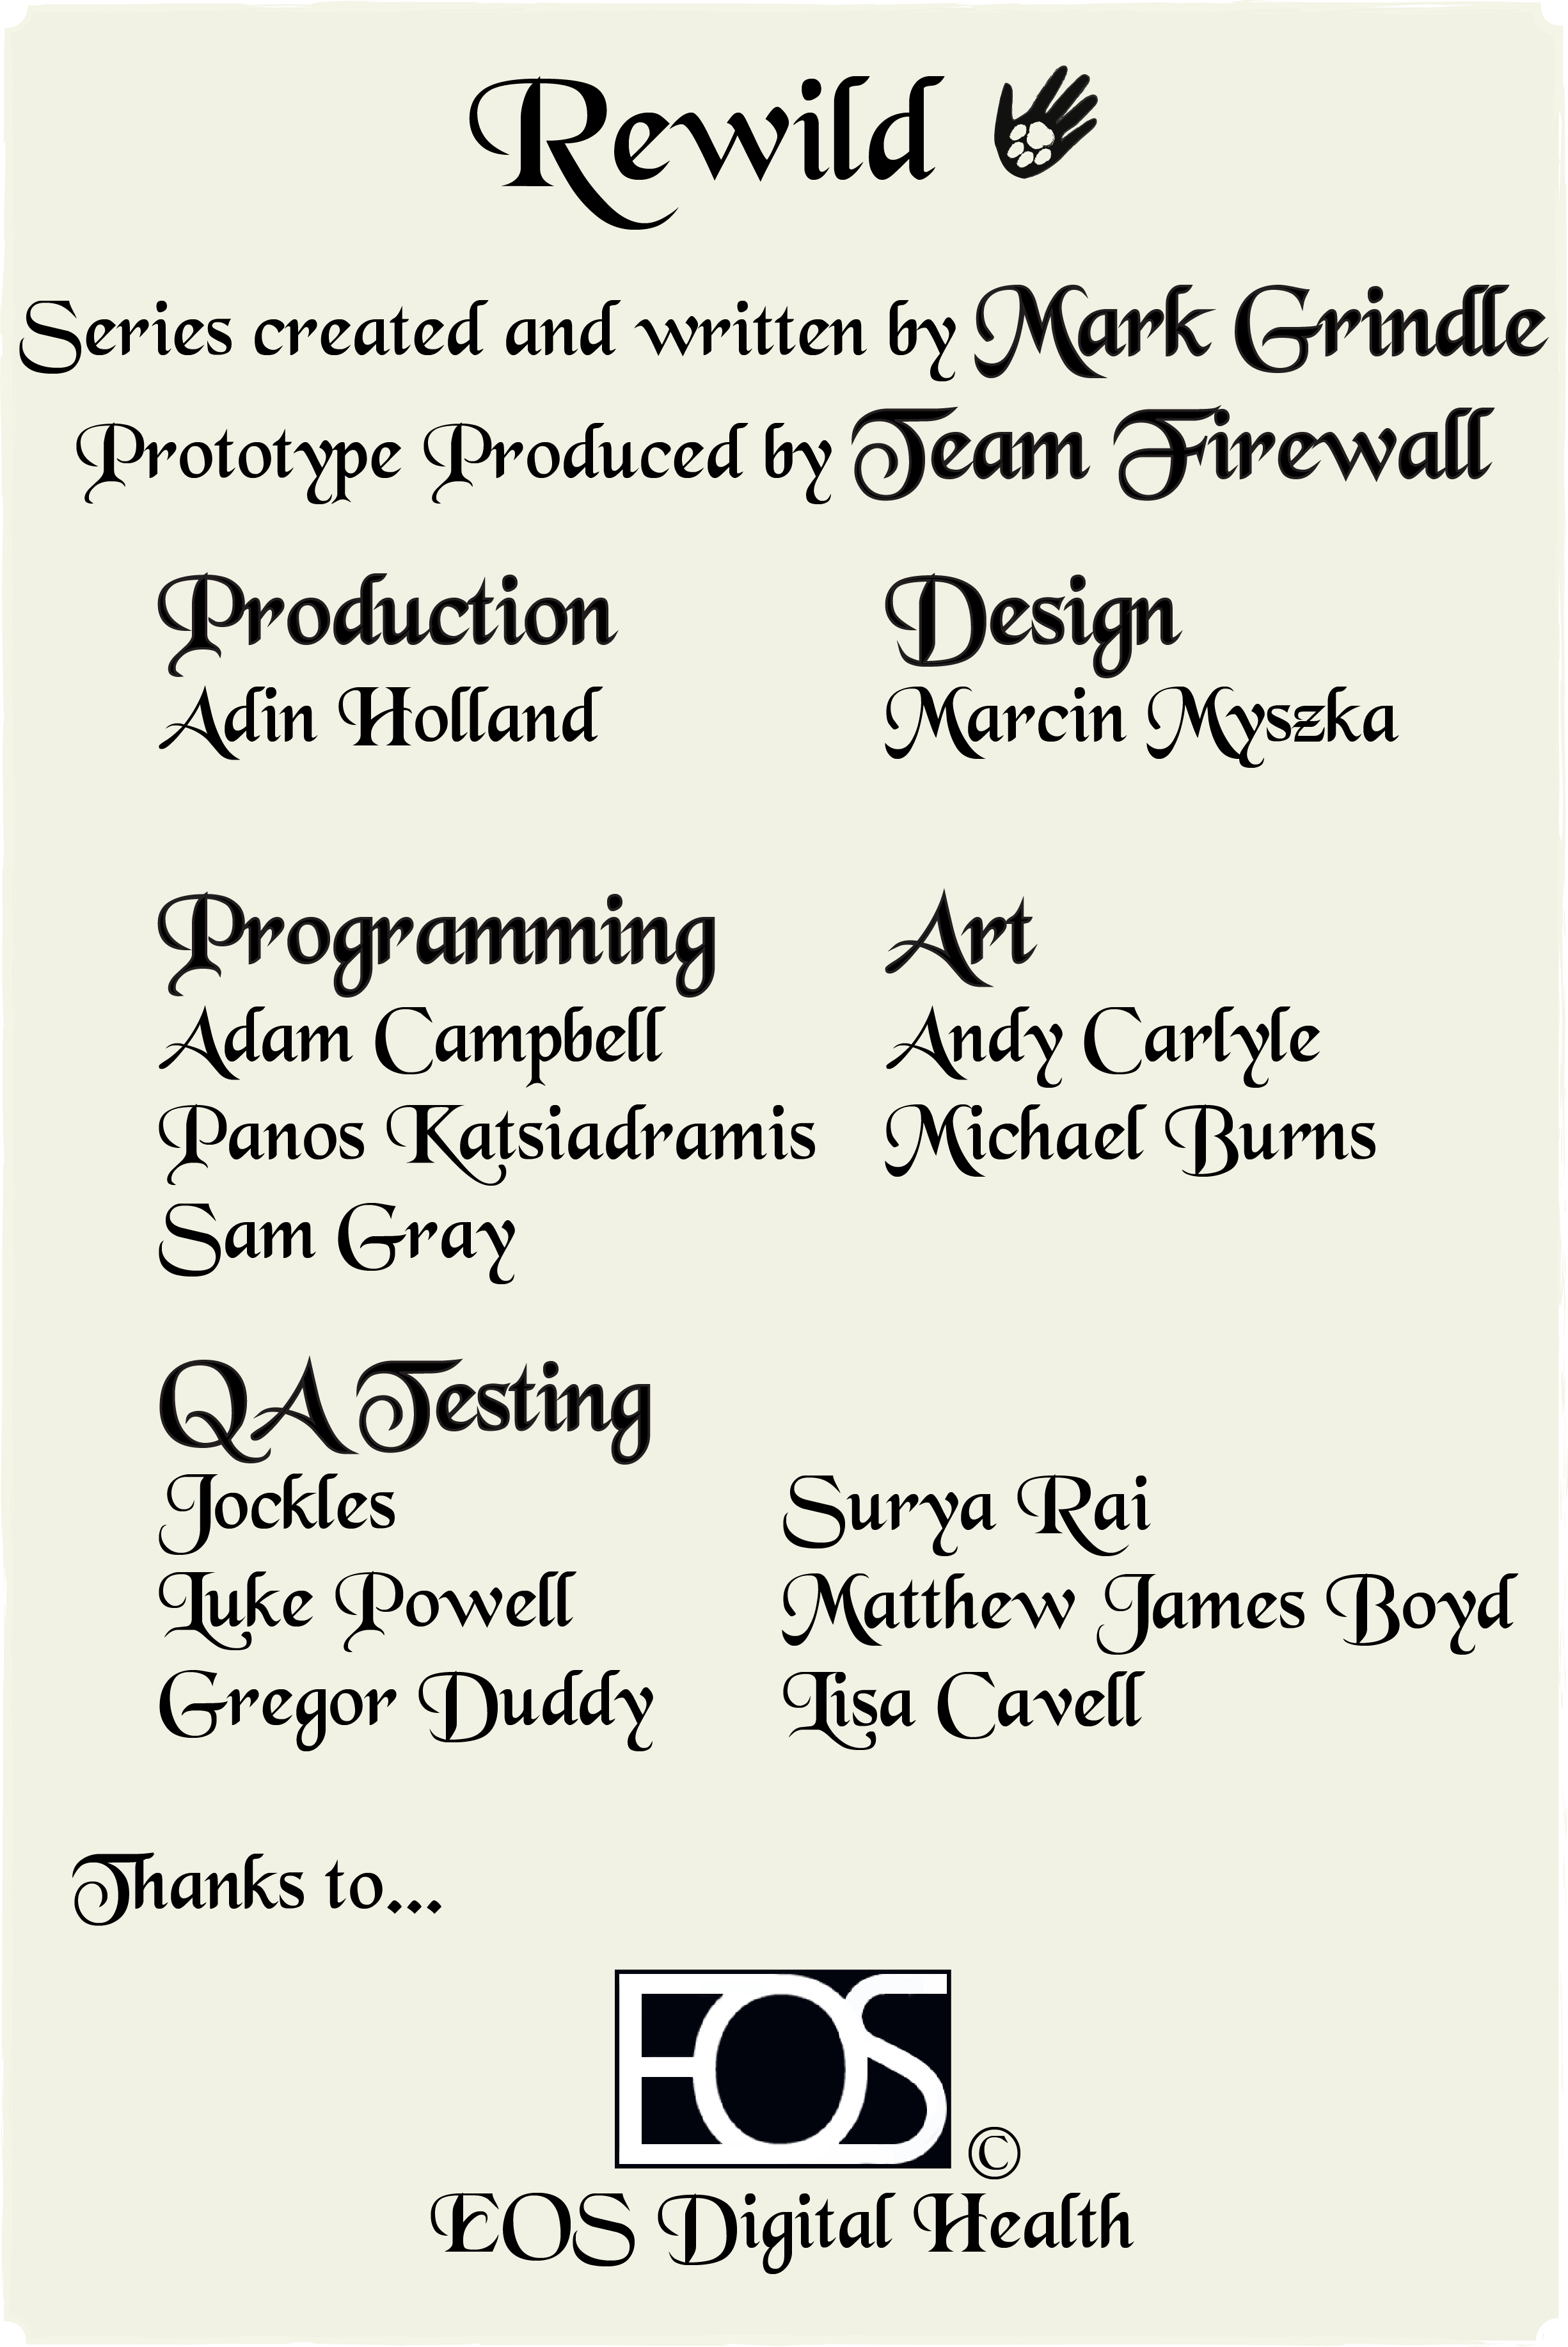 Rewild
Series created and written by Mark Grindle
Prototype Produced by Team Firewall
Production
Adin Holland
Design
Marcin Myszka
Programming
Adam Campbell
Panos Katsiadramis
Sam Gray
Art
Andy Carlyle
Michael Burns
QA Testing
Jockles
Luke Powell
Gregor Duddy
Surya Rai
Matthew James Boyd
Lisa Cavell
Thanks to...
EOS ©
EOS Digital Health